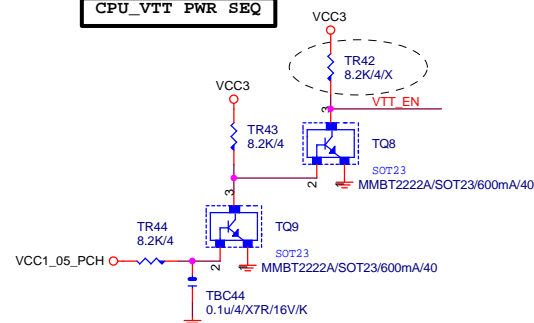 CPU_VTT PWR SEQ
VCC3
TR42
8.2K/4/X
VCC3
VTT_EN
3
TR43
8.2K/4
TQ8
SOT23
2
1
MMBT2222A/SOT23/600mA/40
3
TR44
8.2K/4
TQ9
SOT23
VCC1_05_PCH
2
1
MMBT2222A/SOT23/600mA/40
TBC44
0.1u/4/X7R/16V/K